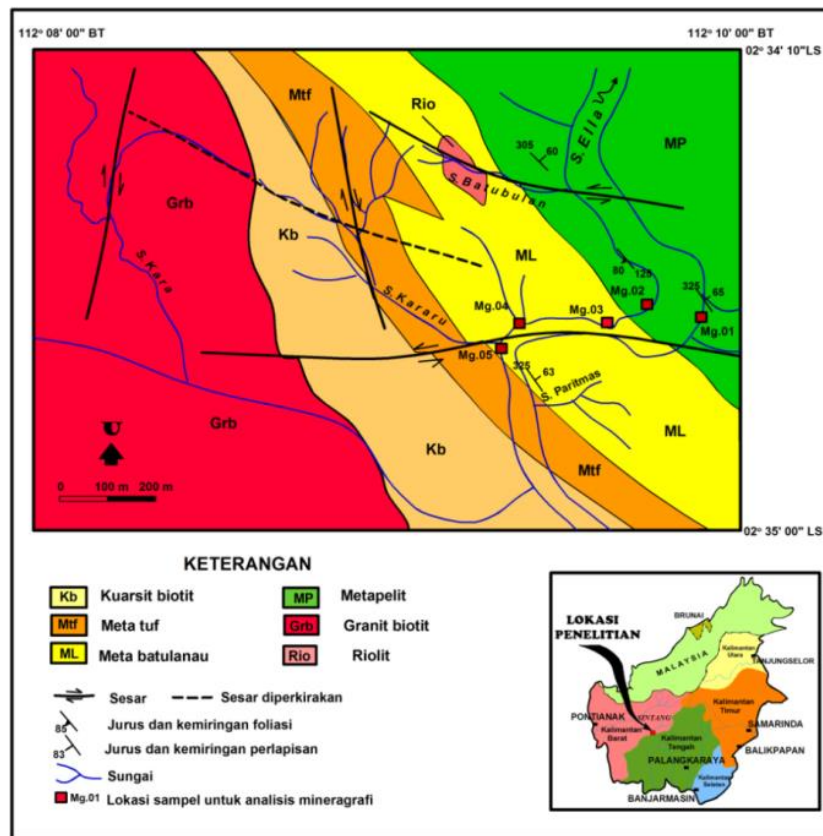 112° 08' 00" BT
112° 10' 00" BT
02° 34' 10"LS
Mtf
Rio
S. Ella
305
60
MP
S. Batubulan
Grb
Kb
ML
80
125
325
65
S. Kara
Mg.04
Mg.03
Mg.02
Mg.01
S. Kararu
Mg.05
325
63
S. Paritmas
Grb
ML
Kb
Mtf
U
0 100 m 200 m
02° 35' 00" LS
KETERANGAN
Kb Kuarsit biotit
MP Metapelit
Mtf Meta tuf
Grb Granit biotit
ML Meta batulanau
Rio Riolit
Sesar
Sesar diperkirakan
85 Jurus dan kemiringan foliasi
83 Jurus dan kemiringan perlapisan
Sungai
Mg.01 Lokasi sampel untuk analisis mineragrafi
LOKASI
PENELITIAN
BRUNAI
MALAYSIA
Kalimantan
Utara
TANJUNGSELOR
PONTIANAK
SINTANG
Kalimantan
Barat
Kalimantan
Timur
SAMARINDA
Kalimantan
Tengah
BALIKPAPAN
PALANGKARAYA
Kalimantan
Selatan
BANJARMASIN